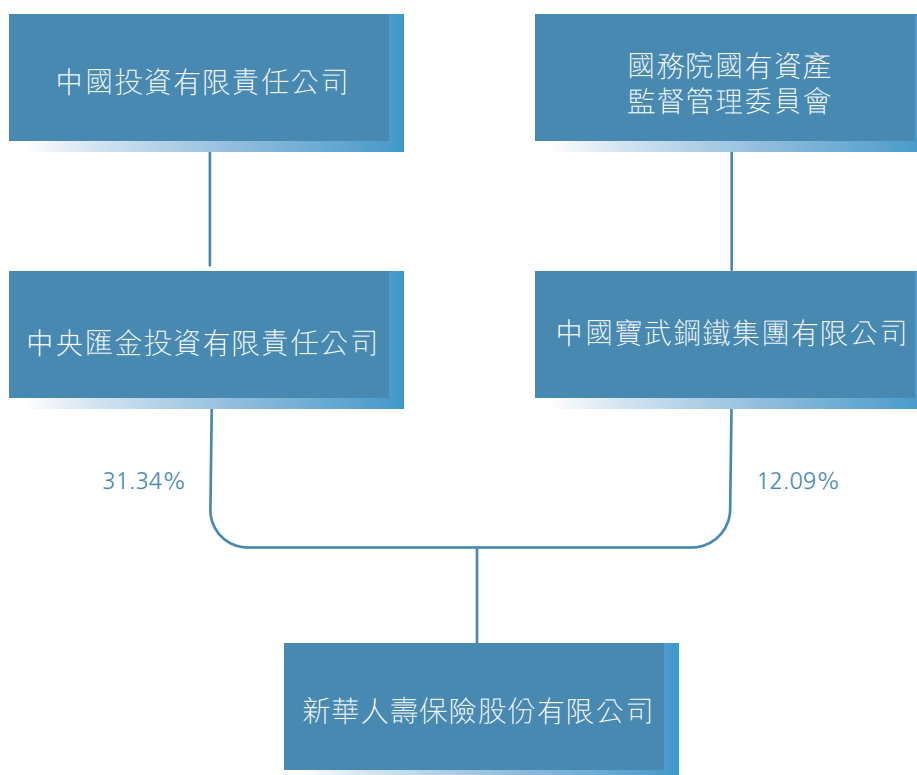 中國投資有限責任公司
國務院國有資產
監督管理委員會
中央匯金投資有限責任公司
中國寶武鋼鐵集團有限公司
31.34%
12.09%
新華人壽保險股份有限公司